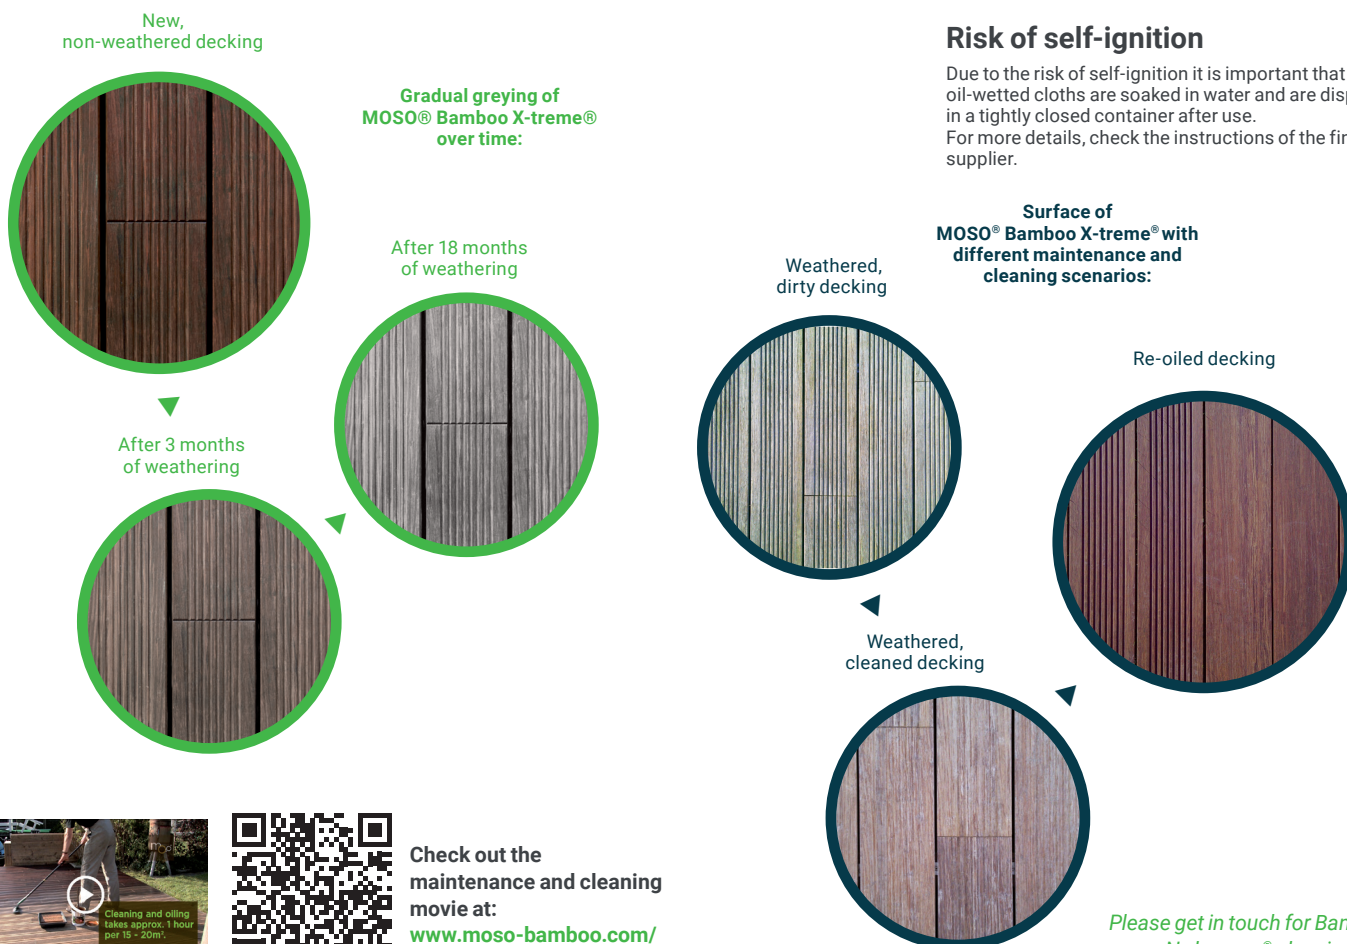 New,
non-weathered decking
Gradual greying of
MOSO® Bamboo X-treme®
over time:
After 18 months
of weathering
After 3 months
of weathering
Cleaning and oiling
takes approx. 1 hour
per 15 - 20m².
Check out the
maintenance and cleaning
movie at:
www.moso-bamboo.com/
Risk of self-ignition
Due to the risk of self-ignition it is important that
oil-wetted cloths are soaked in water and are
in a tightly closed container after use.
For more details, check the instructions of the
supplier.
Surface of
MOSO® Bamboo X-treme® with
different maintenance and
cleaning scenarios:
Weathered,
dirty decking
Re-oiled decking
Weathered,
cleaned decking
Please get in touch for